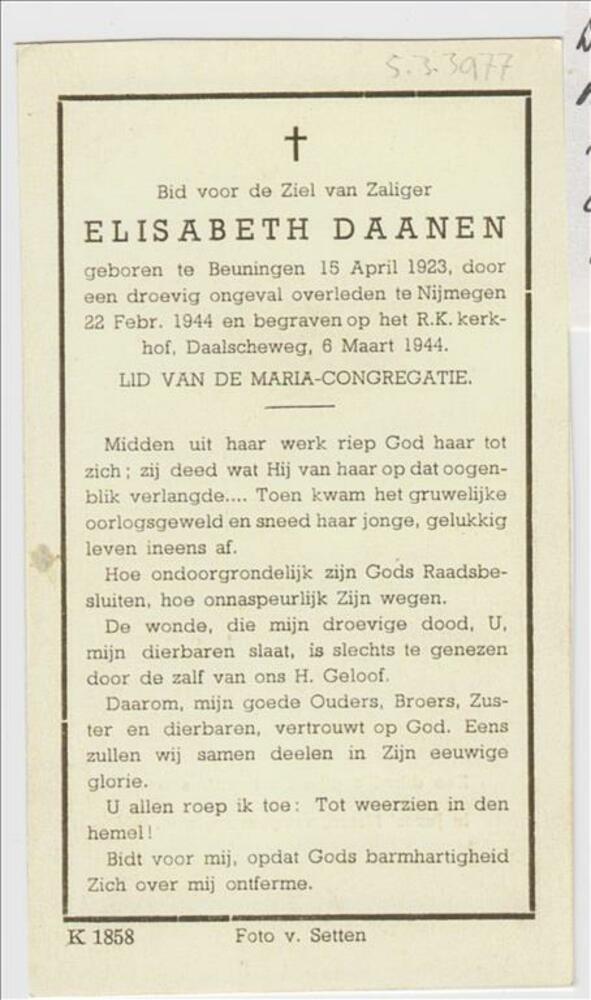 5.3.3977
Bid voor de Ziel van Zaliger
ELISABETH DAANEN
geboren te Beuningen 15 April 1923, door
een droevig ongeval overleden te Nijmegen
22 Febr. 1944 en begraven op het R.K. kerk-
hof, Daalscheweg, 6 Maart 1944.
LID VAN DE MARIA-CONGREGATIE.
Midden uit haar werk riep God haar tot
zich; zij deed wat Hij van haar op dat oogen-
blik verlangde.... Toen kwam het gruwelijke
oorlogsgeweld en sneed haar jonge, gelukkig
leven ineens af.
Hoe ondoorgrondelijk zijn Gods Raadsbe-
sluiten, hoe onnaspeurlijk Zijn wegen.
De wonde, die mijn droevige dood, U,
mijn dierbaren slaat, is slechts te genezen
door de zalf van ons H. Geloof.
Daarom, mijn goede Ouders, Broers, Zus-
ter en dierbaren, vertrouwt op God. Eens
zullen wij samen deelen in Zijn eeuwige
glorie.
U allen roep ik toe: Tot weerzien in den
hemel!
Bidt voor mij, opdat Gods barmhartigheid
Zich over mij ontferme.
K 1858 Foto v. Setten